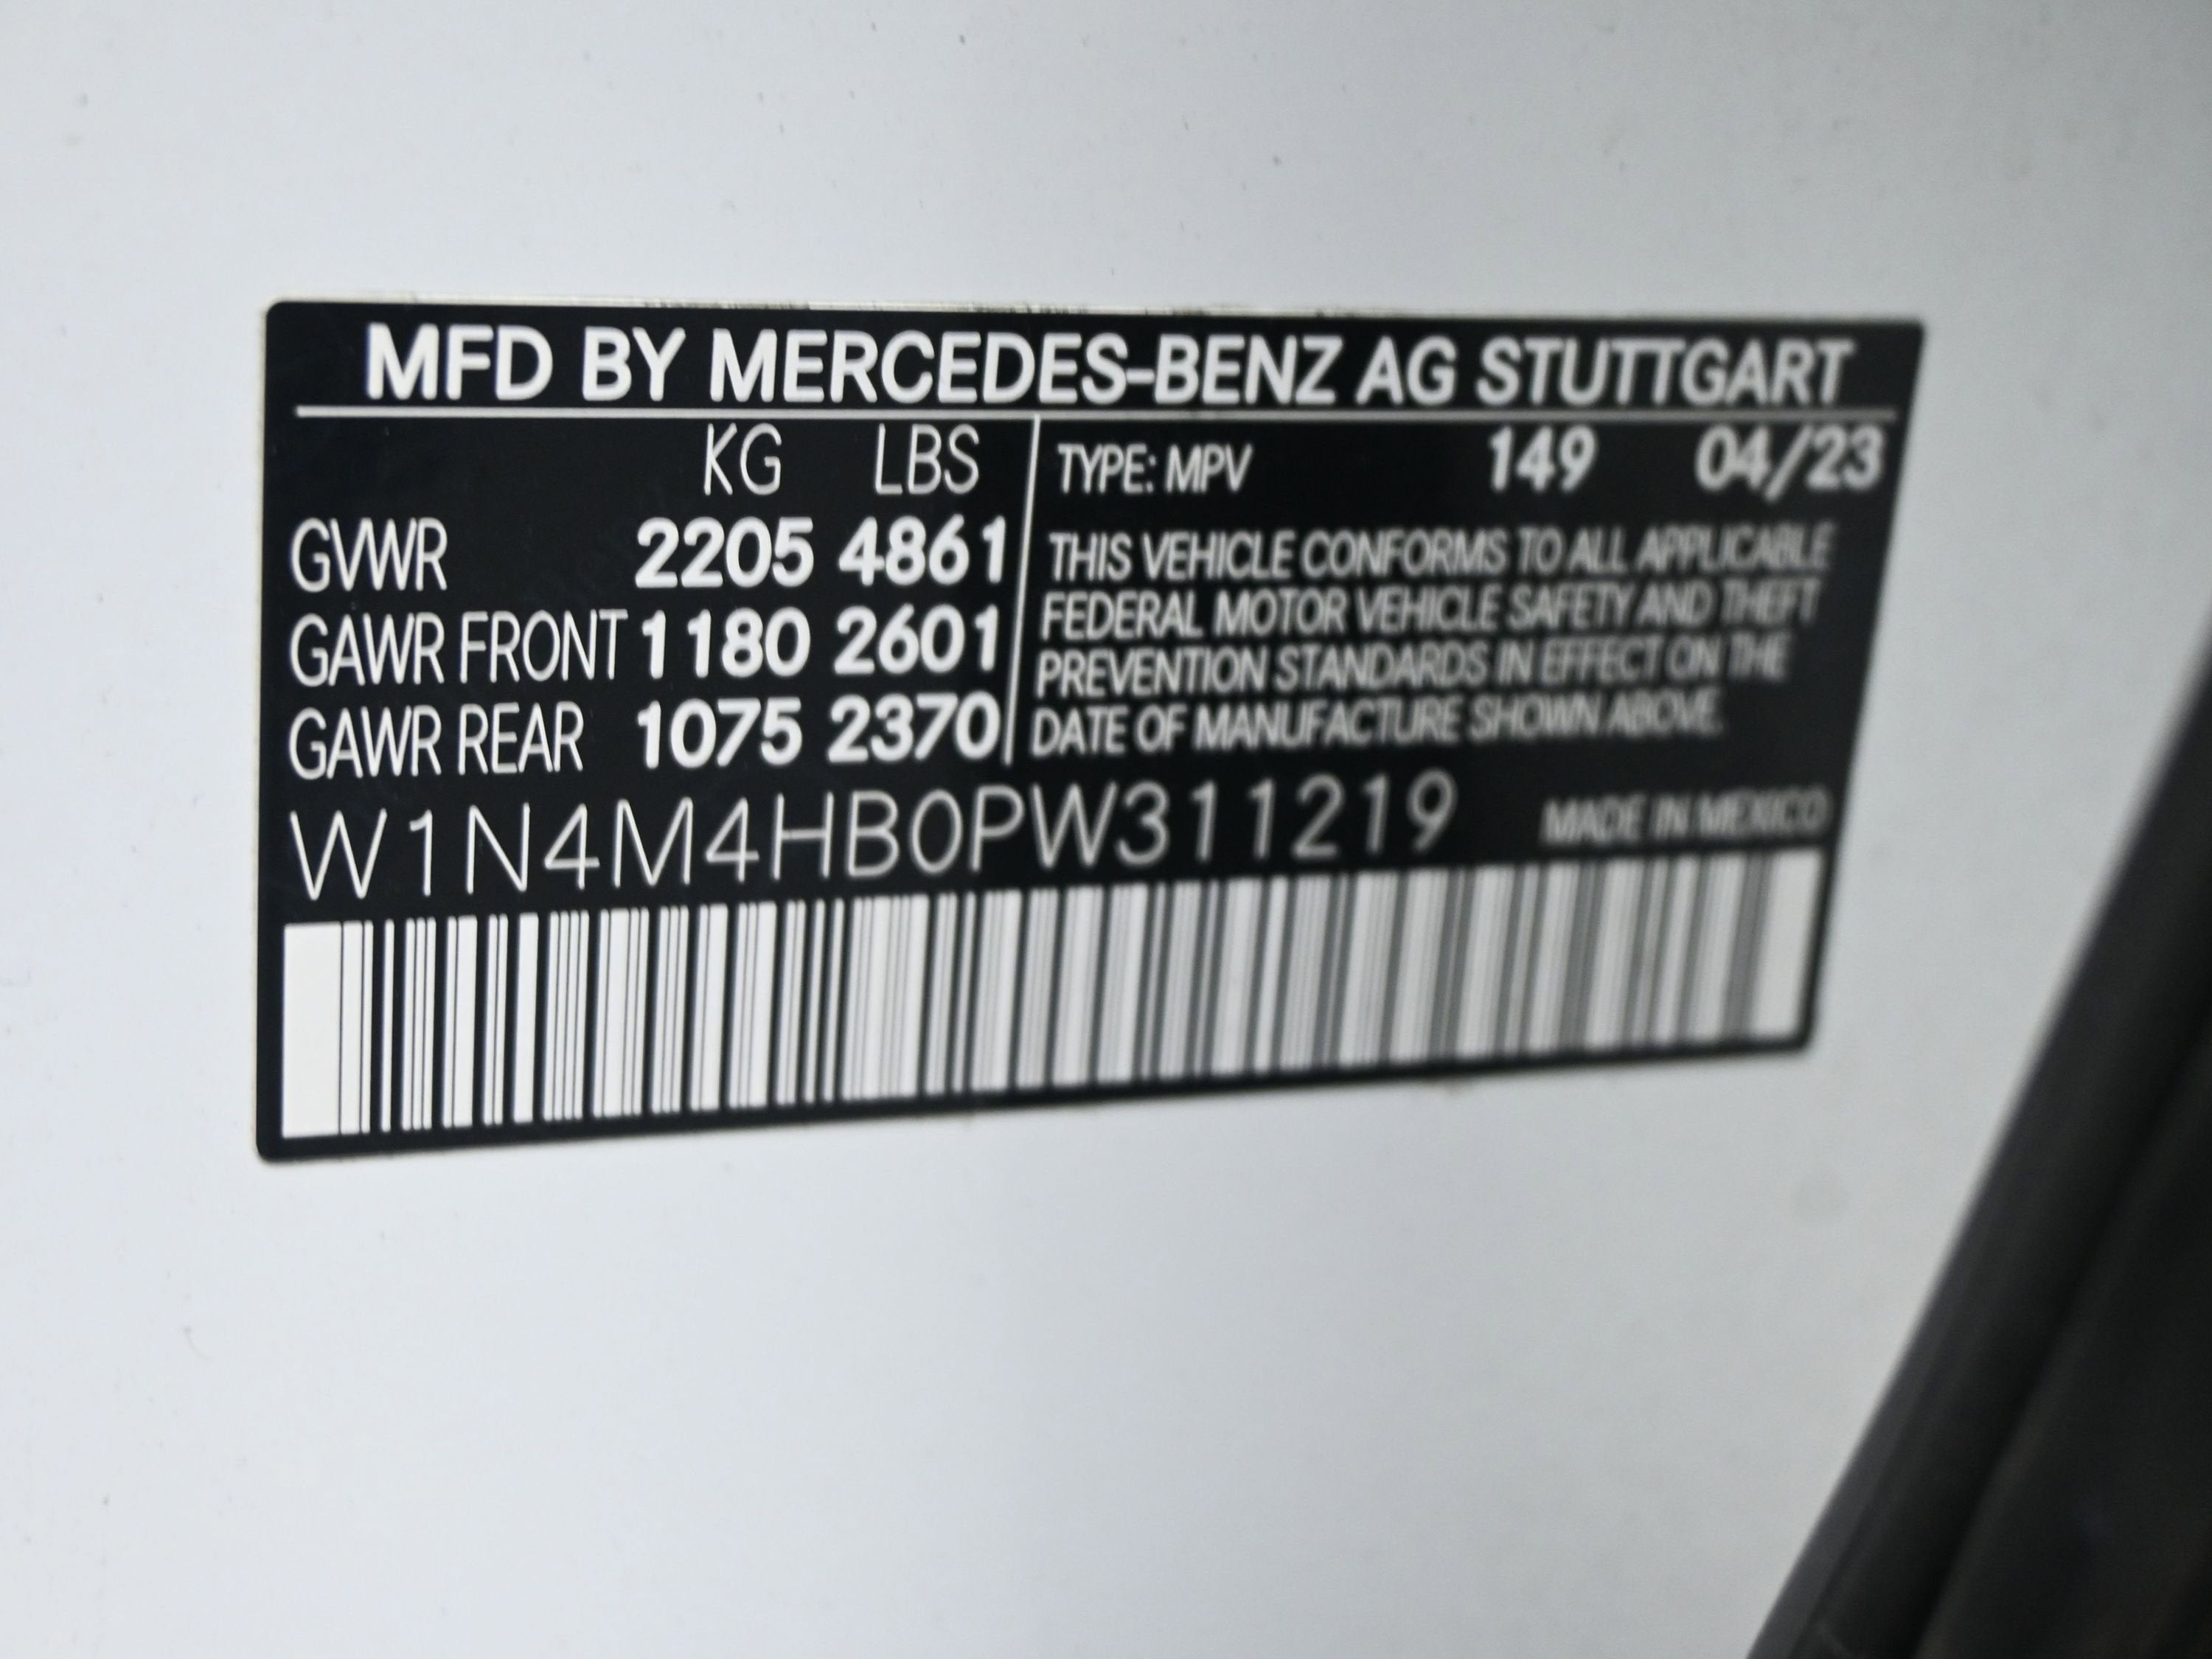 MFD BY MERCEDES-BENZ AG STUTTGART
KG LBS
GVWR 2205 4861
GAWR FRONT 1180 2601
GAWR REAR 1075 2370
TYPE: MPV 149 04/23
THIS VEHICLE CONFORMS TO ALL APPLICABLE
FEDERAL MOTOR VEHICLE SAFETY AND THEFT
PREVENTION STANDARDS IN EFFECT ON THE
DATE OF MANUFACTURE SHOWN ABOVE.
W1N4M4HB0PW311219 MADE IN MEXICO